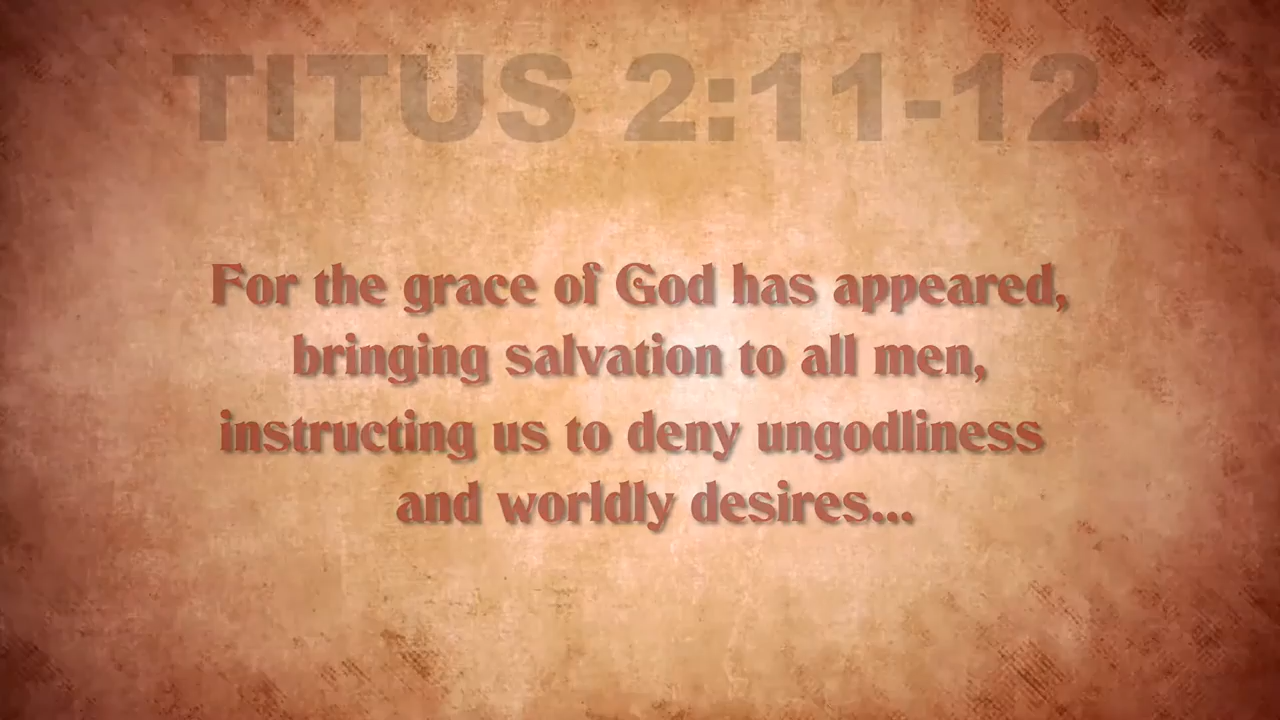 TITUS 2:11-12
For the grace of God has appeared,
bringing salvation to all men,
instructing us to deny ungodliness
and worldly desires...